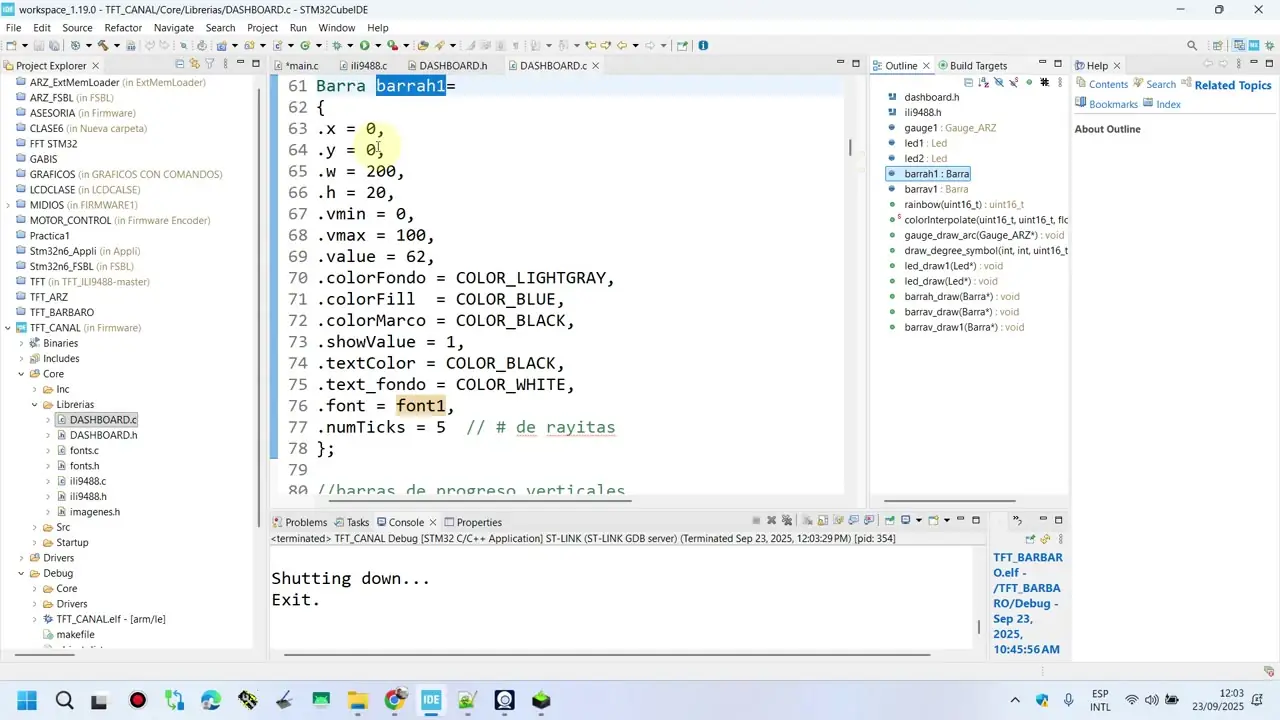 workspace_1.19.0 - TFT_CANAL/Core/Librerias/DASHBOARD.c - STM32CubeIDE
File Edit Source Refactor Navigate Search Project Run Window Help
Project Explorer
ARZ_ExtMemLoader (in ExtMemLoader)
ARZ_FSBL (in FSBL)
ASESORIA (in Firmware)
CLASE6 (in Nueva carpeta)
FFT STM32
GABIS
GRAFICOS (in GRAFICOS CON COMANDOS)
LCDCLASE (in LCDCALSE)
MIDIOS (in FIRMWARE1)
MOTOR_CONTROL (in Firmware Encoder)
Practica1
Stm32n6_Appli (in Appli)
Stm32n6_FSBL (in FSBL)
TFT (in TFT_ILI9488-master)
TFT_ARZ
TFT_BARBARO
TFT_CANAL (in Firmware)
Binaries
Includes
Core
Inc
Librerias
DASHBOARD.c
DASHBOARD.h
fonts.c
fonts.h
ili9488.c
ili9488.h
imagenes.h
Src
Startup
Drivers
Debug
Core
Drivers
TFT_CANAL.elf - [arm/le]
makefile
*main.c ili9488.c DASHBOARD.h DASHBOARD.c
61 Barra barrah1=
62 {
63 .x = 0,
64 .y = 0,
65 .w = 200,
66 .h = 20,
67 .vmin = 0,
68 .vmax = 100,
69 .value = 62,
70 .colorFondo = COLOR_LIGHTGRAY,
71 .colorFill  = COLOR_BLUE,
72 .colorMarco = COLOR_BLACK,
73 .showValue = 1,
74 .textColor = COLOR_BLACK,
75 .text_fondo = COLOR_WHITE,
76 .font = font1,
77 .numTicks = 5  // # de rayitas
78 };
79
80 //barras de progreso verticales
Outline Build Targets
dashboard.h
ili9488.h
gauge1 : Gauge_ARZ
led1 : Led
led2 : Led
barrah1 : Barra
barrav1 : Barra
rainbow(uint16_t) : uint16_t
colorInterpolate(uint16_t, uint16_t, flo
gauge_draw_arc(Gauge_ARZ*) : void
draw_degree_symbol(int, int, uint16_t
led_draw1(Led*) : void
led_draw(Led*) : void
barrah_draw(Barra*) : void
barrav_draw(Barra*) : void
barrav_draw1(Barra*) : void
Help
Contents Search Related Topics
Bookmarks Index
About Outline
Problems Tasks Console Properties
<terminated> TFT_CANAL Debug [STM32 C/C++ Application] ST-LINK (ST-LINK GDB server) (Terminated Sep 23, 2025, 12:03:29 PM) [pid: 354]
Shutting down...
Exit.
TFT_BARBAR
O.elf -
/TFT_BARBA
RO/Debug -
Sep 23,
2025,
10:45:56 AM
IDE
ESP
INTL
12:03
23/09/2025